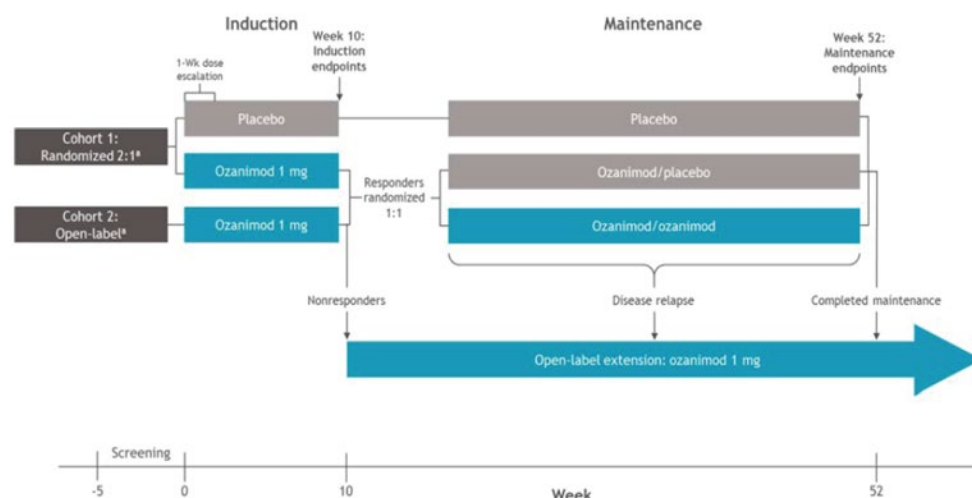 Induction
Maintenance
Week 10:
Induction
endpoints
Week 52:
Maintenance
endpoints
1-Wk dose
escalation
Placebo
Placebo
Cohort 1:
Randomized 2:1ª
Ozanimod 1 mg
Responders
randomized
1:1
Ozanimod/placebo
Cohort 2:
Open-labelª
Ozanimod 1 mg
Ozanimod/ozanimod
Nonresponders
Disease relapse
Completed maintenance
Open-label extension: ozanimod 1 mg
Screening
-5
0
10
Week
52